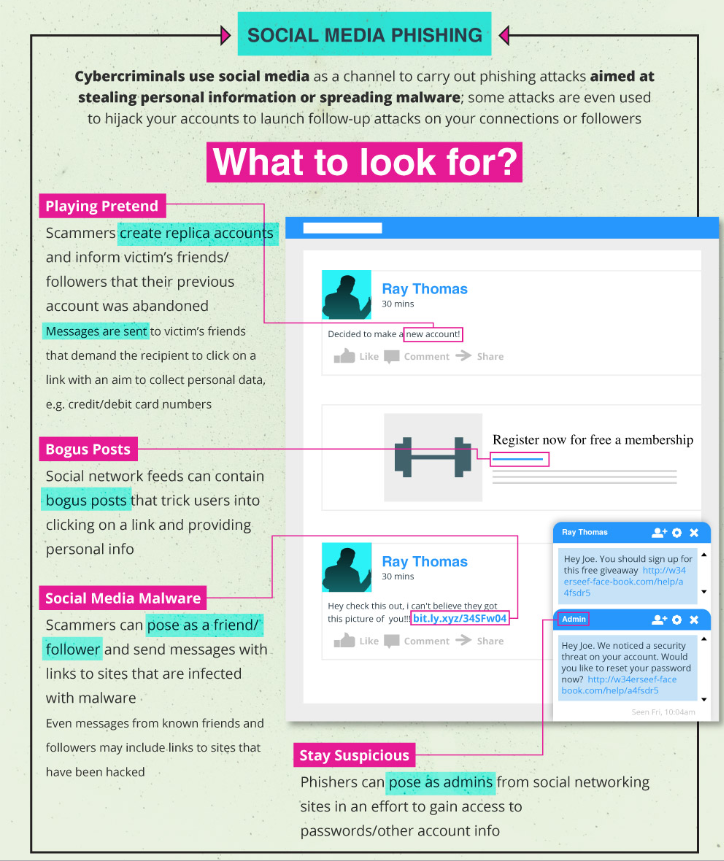 SOCIAL MEDIA PHISHING
Cybercriminals use social media as a channel to carry out phishing attacks aimed at
stealing personal information or spreading malware; some attacks are even used
to hijack your accounts to launch follow-up attacks on your connections or followers
What to look for?
Playing Pretend
Scammers create replica accounts
and inform victim's friends/
followers that their previous
account was abandoned
Messages are sent to victim's friends
that demand the recipient to click on a
link with an aim to collect personal data,
e.g. credit/debit card numbers
Ray Thomas
30 mins
Decided to make a new account!
Like Comment Share
Bogus Posts
Social network feeds can contain
bogus posts that trick users into
clicking on a link and providing
personal info
Register now for free a membership
Social Media Malware
Scammers can pose as a friend/
follower and send messages with
links to sites that are infected
with malware
Even messages from known friends and
followers may include links to sites that
have been hacked
Ray Thomas
30 mins
Hey check this out, i can't believe they got
this picture of you!!! bit.ly.xyz/34SFw04
Like Comment Share
Ray Thomas
Hey Joe. You should sign up for
this free giveaway http://w34
erseef-face-book.com/help/a
4fsdr5
Admin
Hey Joe. We noticed a security
threat on your account. Would
you like to reset your password
now? http://w34erseef-face
book.com/help/a4fsdr5
Seen Fri, 10:04am
Stay Suspicious
Phishers can pose as admins from social networking
sites in an effort to gain access to
passwords/other account info